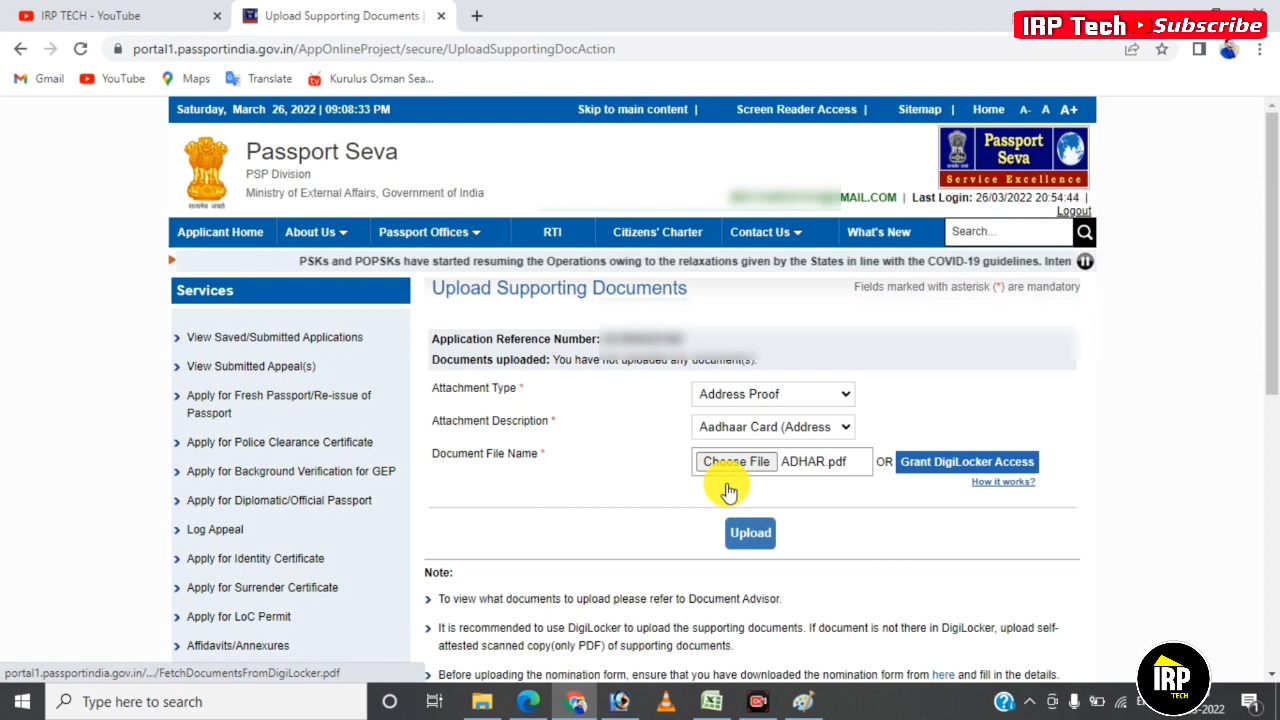 IRP TECH - YouTube
Upload Supporting Documents |
IRP Tech Subscribe
portal1.passportindia.gov.in/AppOnlineProject/secure/UploadSupportingDocAction
Gmail YouTube Maps Translate Kurulus Osman Sea...
Saturday, March 26, 2022 | 09:08:33 PM Skip to main content | Screen Reader Access | Sitemap | Home A- A A+
Passport Seva
PSP Division
Ministry of External Affairs, Government of India
सत्यमेव जयते
Passport
Seva
Service Excellence
MAIL.COM | Last Login: 26/03/2022 20:54:44 |
Logout
Applicant Home About Us Passport Offices RTI Citizens' Charter Contact Us What's New Search...
PSKs and POPSKs have started resuming the Operations owing to the relaxations given by the States in line with the COVID-19 guidelines. Inten
Services
Upload Supporting Documents
Fields marked with asterisk (*) are mandatory
View Saved/Submitted Applications
View Submitted Appeal(s)
Apply for Fresh Passport/Re-issue of
Passport
Apply for Police Clearance Certificate
Apply for Background Verification for GEP
Apply for Diplomatic/Official Passport
Log Appeal
Apply for Identity Certificate
Apply for Surrender Certificate
Apply for LoC Permit
Affidavits/Annexures
Application Reference Number:
Documents uploaded: You have not uploaded any document(s).
Attachment Type * Address Proof
Attachment Description * Aadhaar Card (Address
Document File Name * Choose File ADHAR.pdf OR Grant DigiLocker Access
How it works?
Upload
Note:
To view what documents to upload please refer to Document Advisor.
It is recommended to use DigiLocker to upload the supporting documents. If document is not there in DigiLocker, upload self-
attested scanned copy(only PDF) of supporting documents.
Before uploading the nomination form, ensure that you have downloaded the nomination form from here and fill in the details.
portal1.passportindia.gov.in/.../FetchDocumentsFromDigiLocker.pdf
IRP
TECH
Type here to search
-2022
1